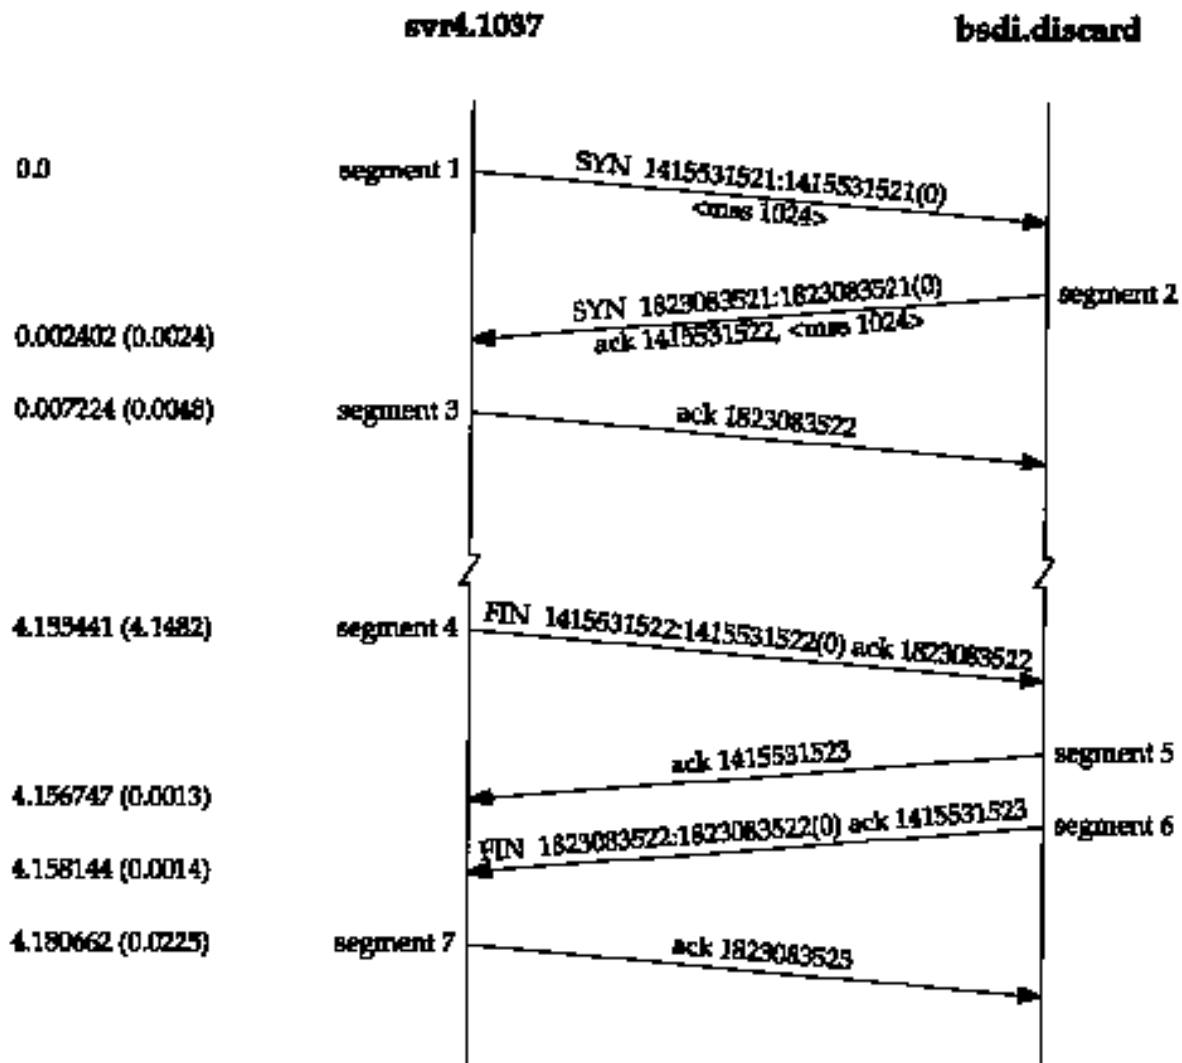 svr4.1037
bsdi.discard
0.0
segment 1
SYN 1415531521:1415531521(0)
<mss 1024>
SYN 1823083521:1823083521(0)
segment 2
0.002402 (0.0024)
ack 1415531522, <mss 1024>
0.007224 (0.0048)
segment 3
ack 1823083522
4.155441 (4.1482)
segment 4
FIN 1415531522:1415531522(0) ack 1823083522
ack 1415531523
segment 5
4.156747 (0.0013)
FIN 1823083522:1823083522(0) ack 1415531523
segment 6
4.158144 (0.0014)
4.180662 (0.0225)
segment 7
ack 1823083523